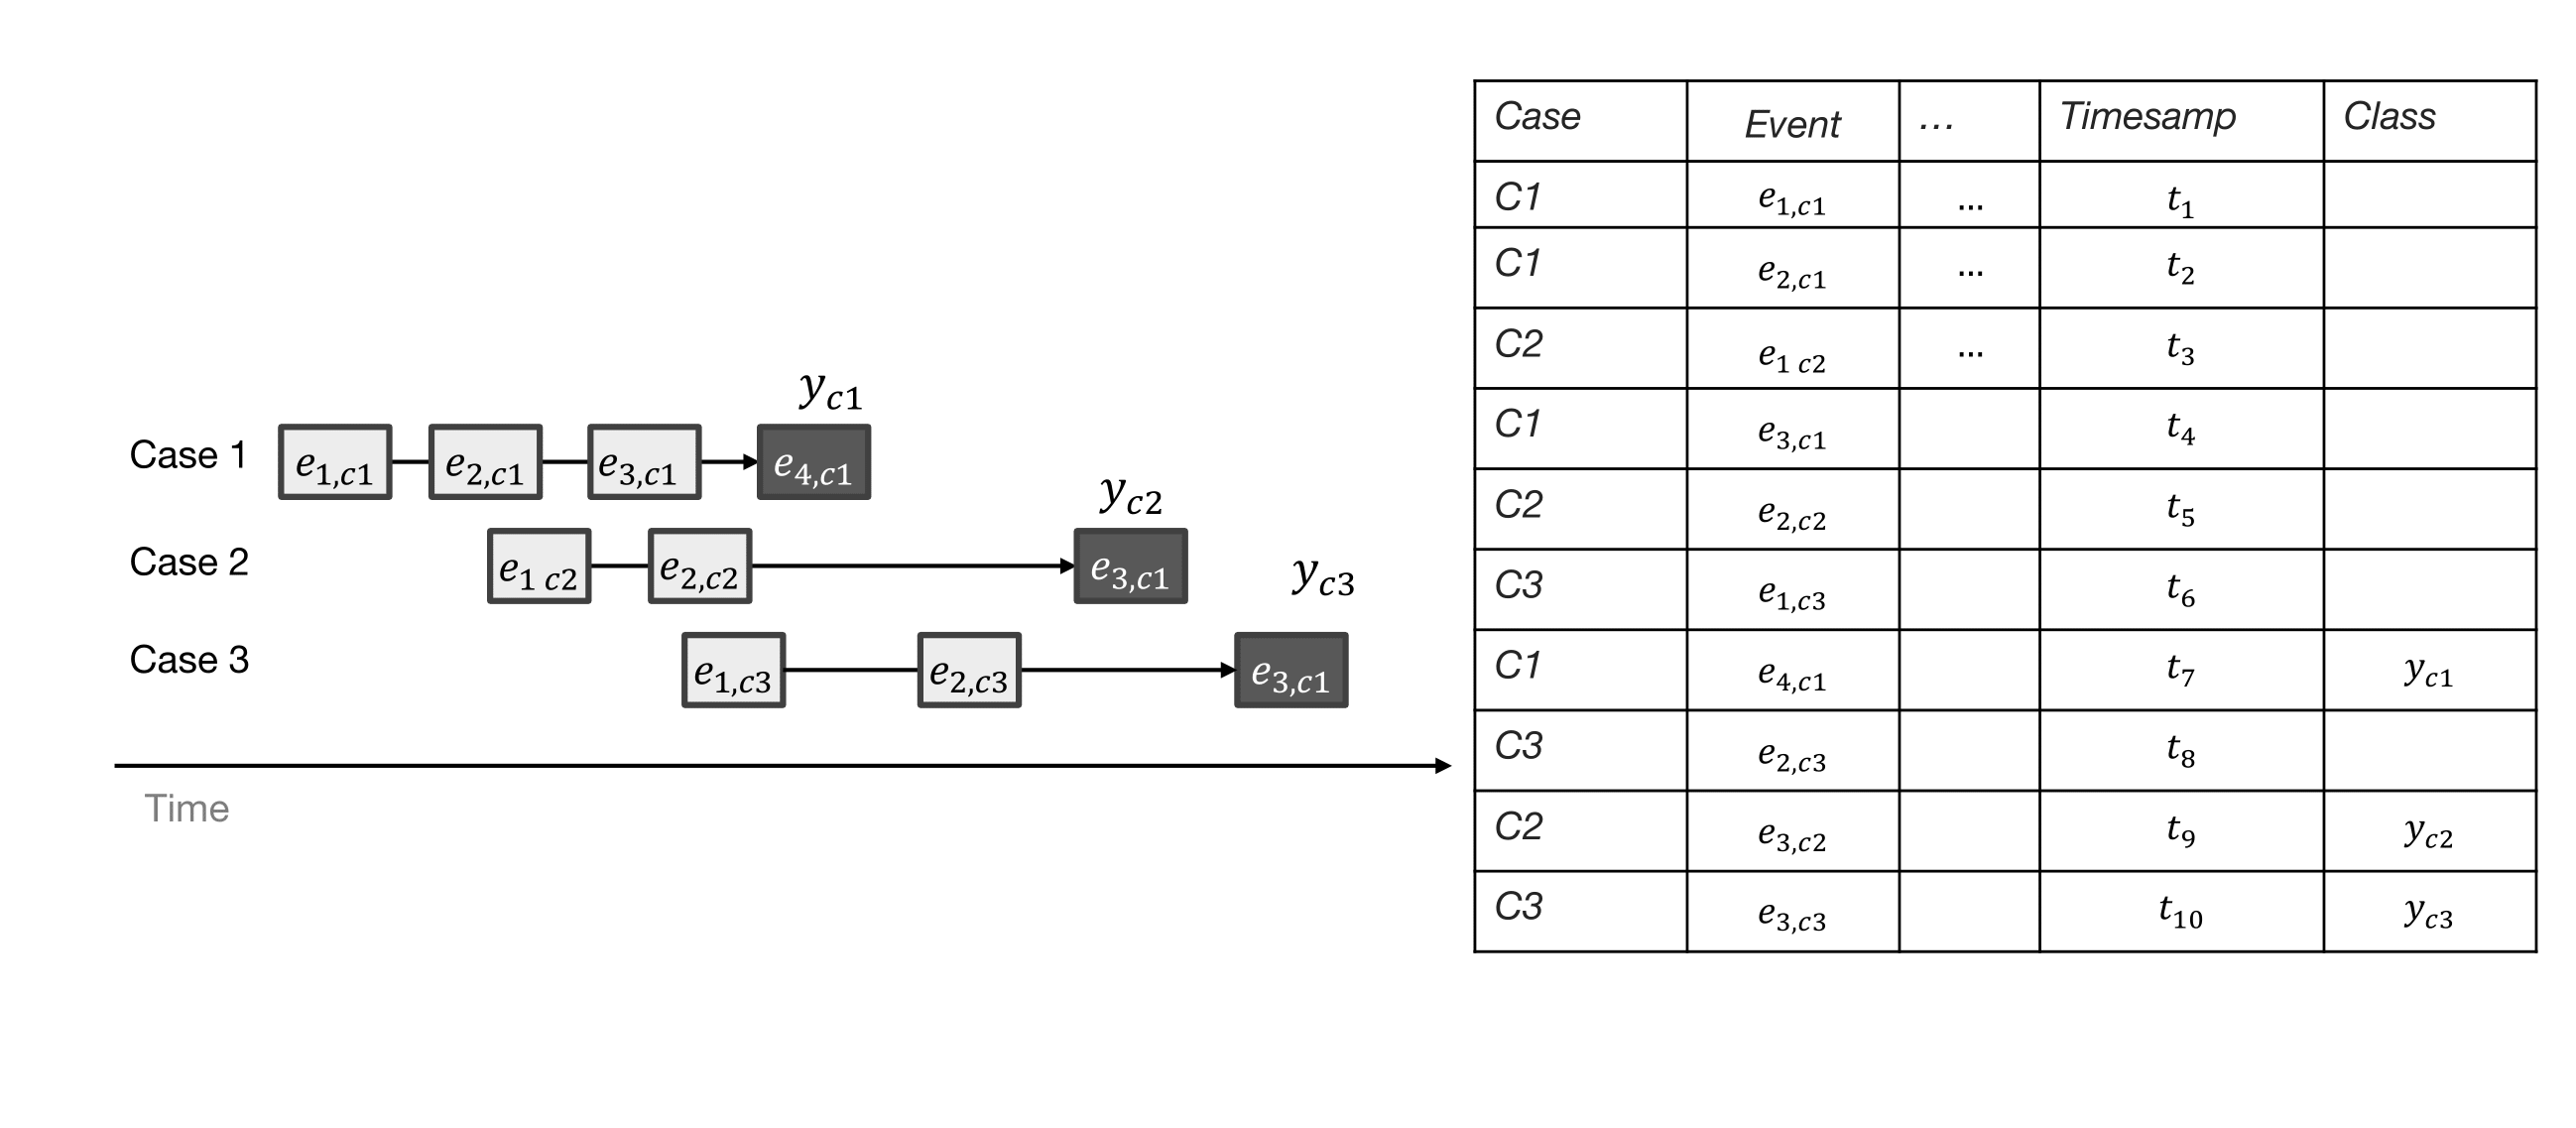 y_{c1}
Case 1 e_{1,c1} e_{2,c1} e_{3,c1} e_{4,c1}
y_{c2}
Case 2 e_{1 c2} e_{2,c2} e_{3,c1}
y_{c3}
Case 3 e_{1,c3} e_{2,c3} e_{3,c1}
Time
Case Event ... Timesamp Class
C1 e_{1,c1} ... t_1
C1 e_{2,c1} ... t_2
C2 e_{1 c2} ... t_3
C1 e_{3,c1} t_4
C2 e_{2,c2} t_5
C3 e_{1,c3} t_6
C1 e_{4,c1} t_7 y_{c1}
C3 e_{2,c3} t_8
C2 e_{3,c2} t_9 y_{c2}
C3 e_{3,c3} t_{10} y_{c3}